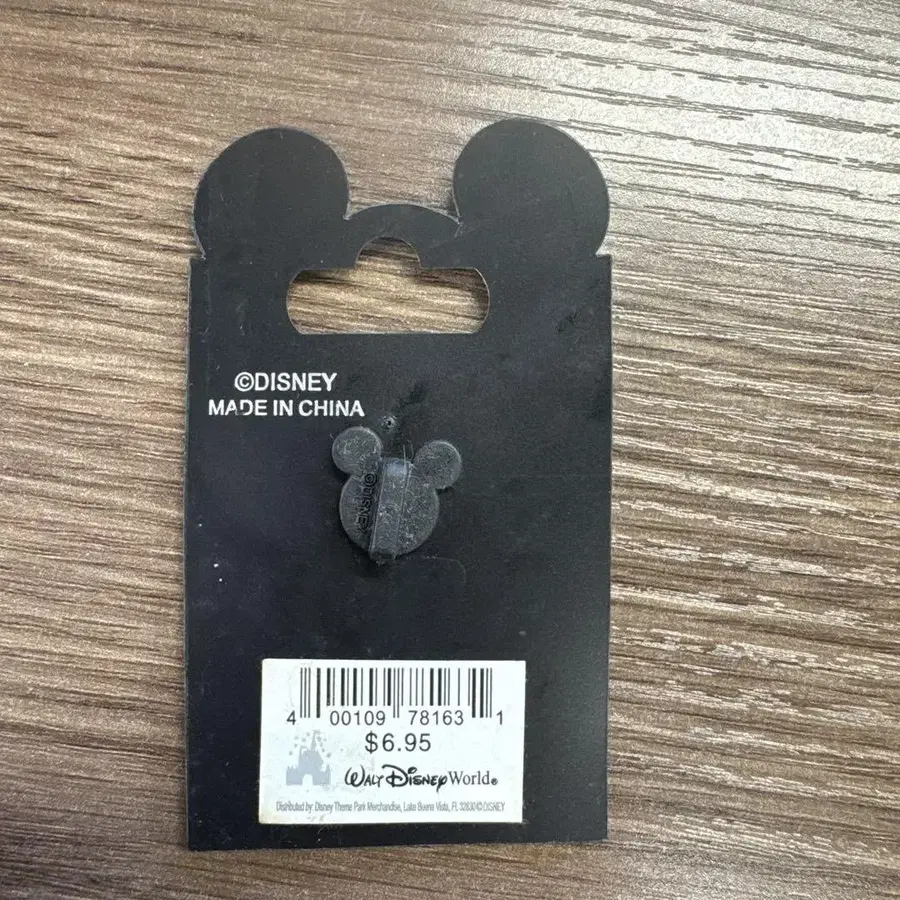 ©DISNEY
MADE IN CHINA
©DISNEY
4 00109 78163 1
$6.95
WALT DISNEY World®
Distributed by: Disney Theme Park Merchandise, Lake Buena Vista, FL 32830 © DISNEY